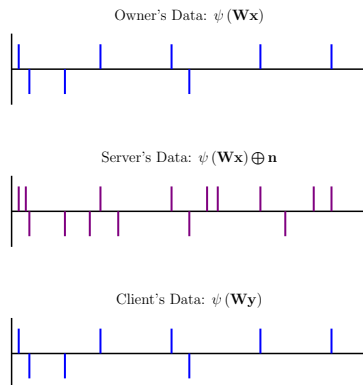 Owner's Data: ψ (Wx)
Server's Data: ψ (Wx) ⊕ n
Client's Data: ψ (Wy)